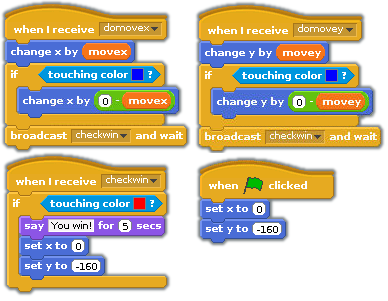 when I receive domovex
change x by movex
if touching color ?
change x by 0 - movex
broadcast checkwin and wait
when I receive domovey
change y by movey
if touching color ?
change y by 0 - movey
broadcast checkwin and wait
when I receive checkwin
if touching color ?
say You win! for 5 secs
set x to 0
set y to -160
when clicked
set x to 0
set y to -160